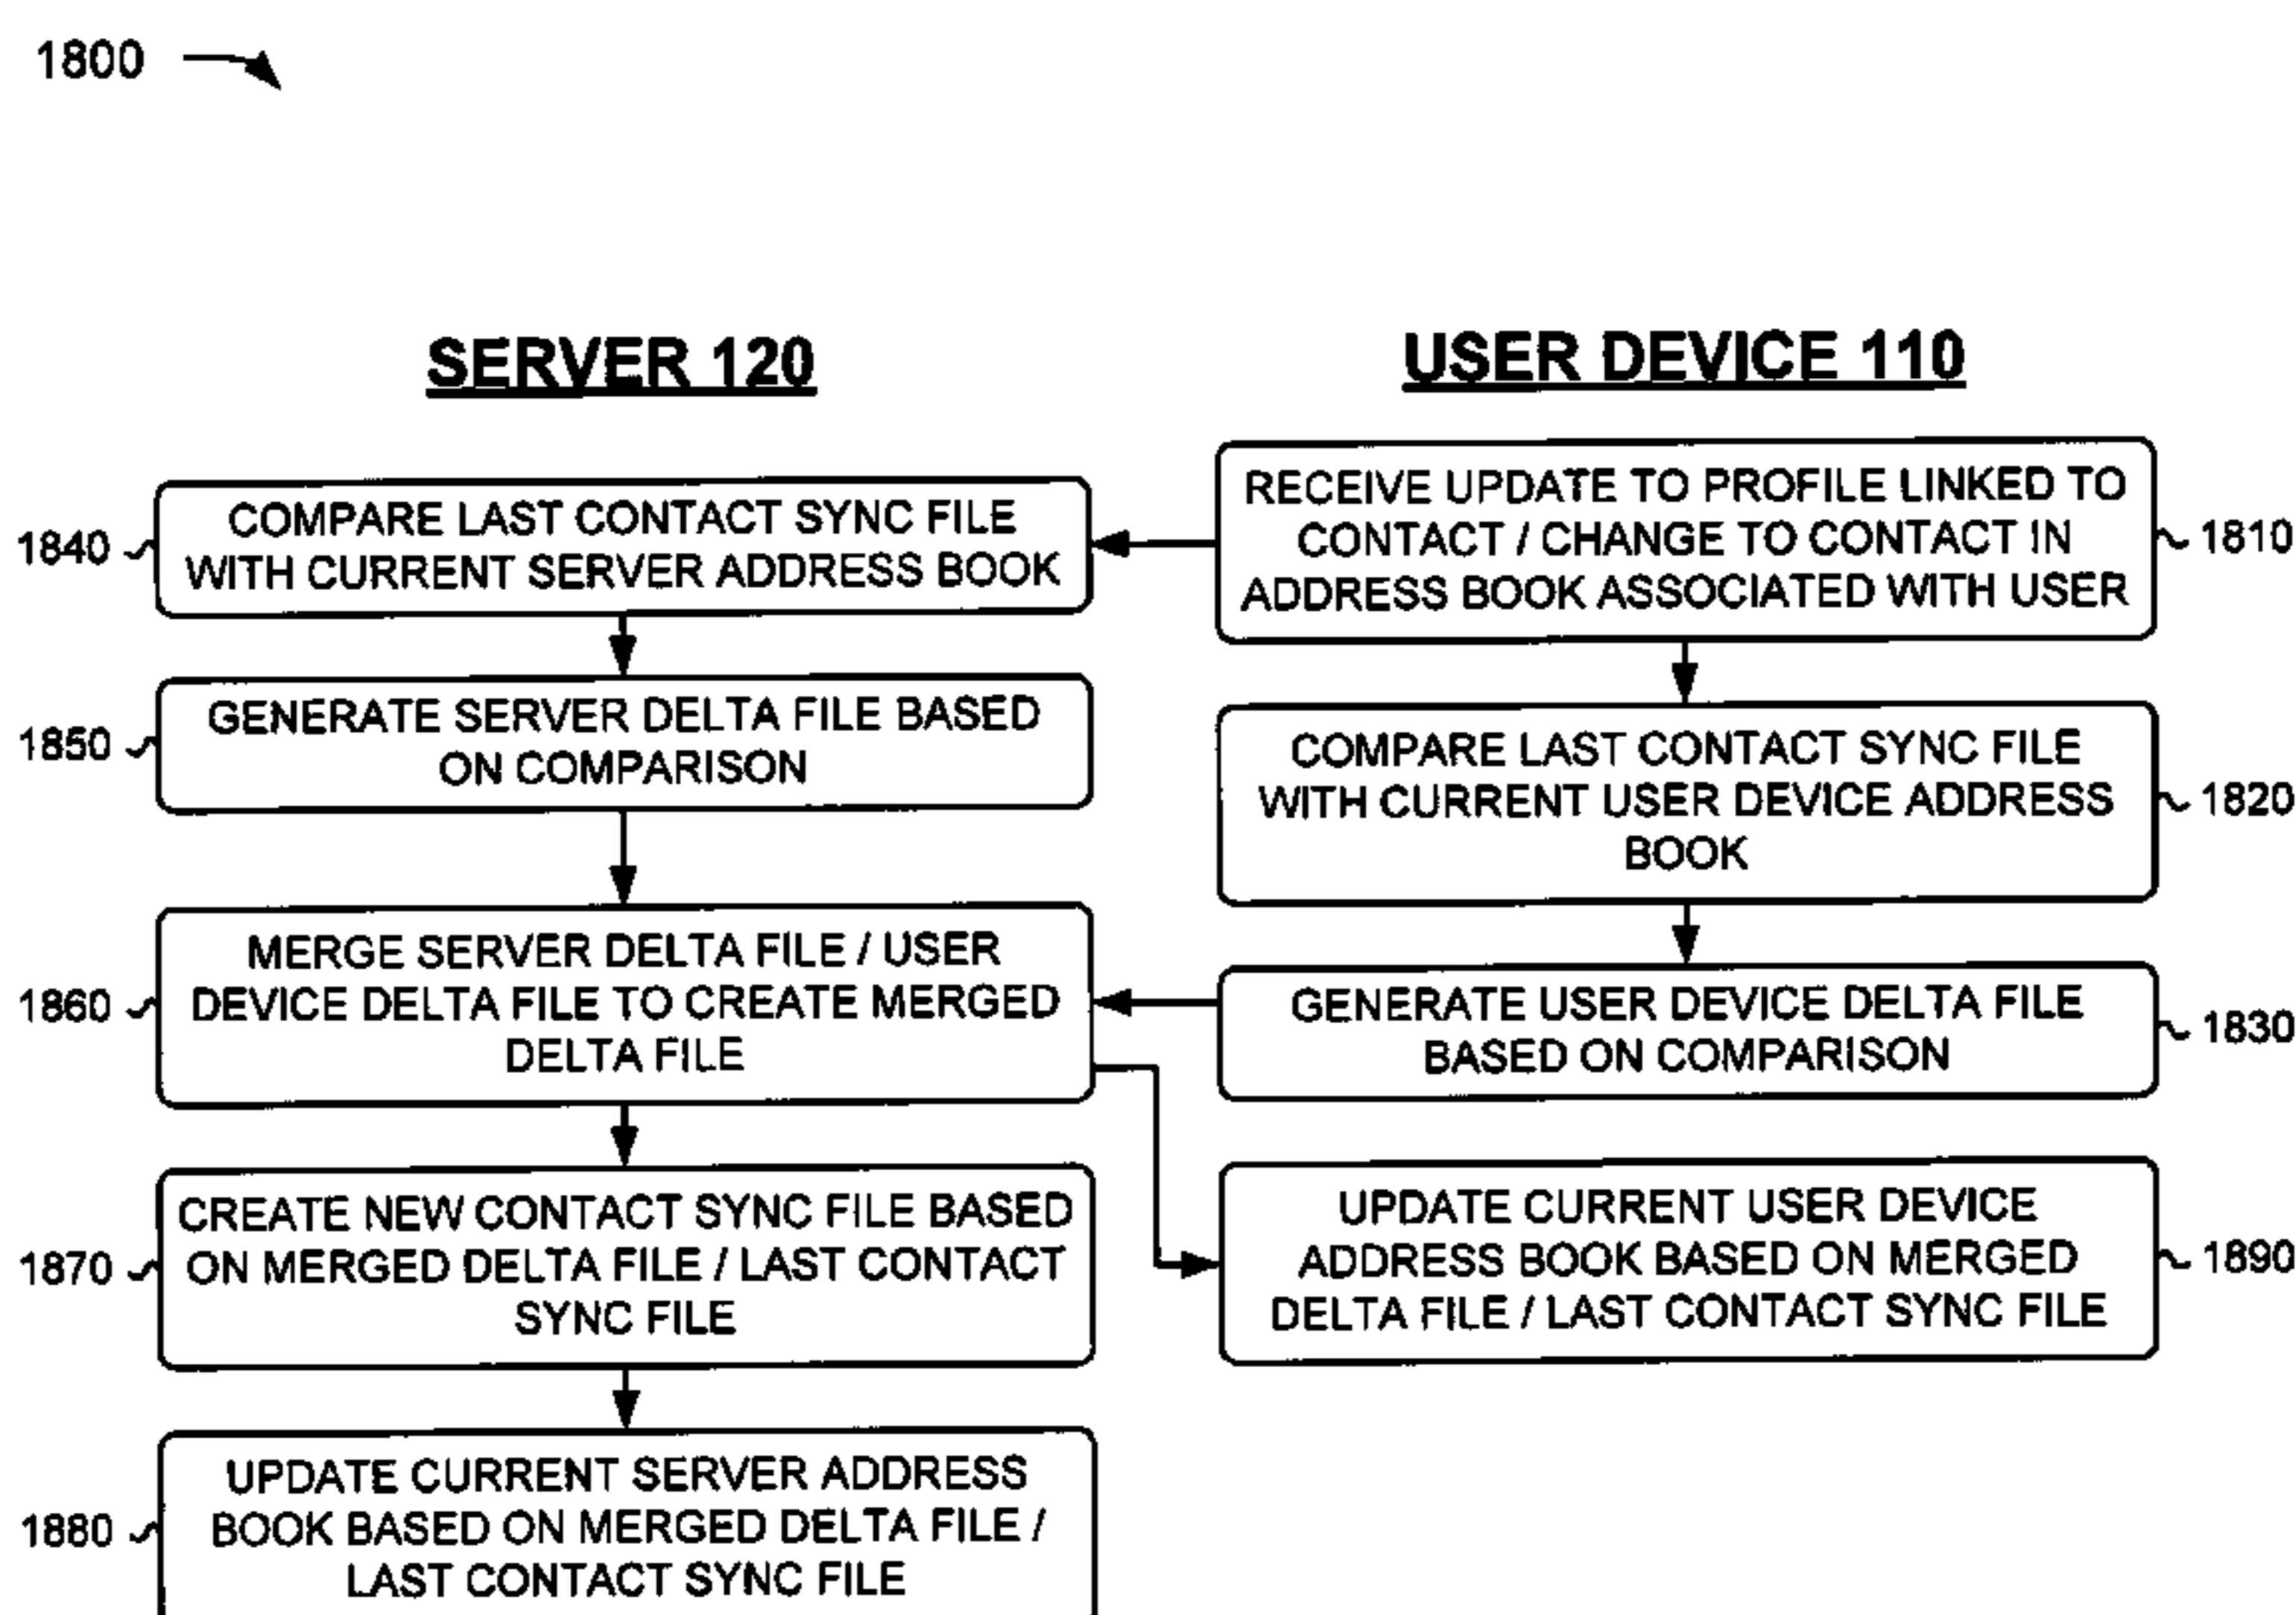 1800
SERVER 120
USER DEVICE 110
1840
COMPARE LAST CONTACT SYNC FILE
WITH CURRENT SERVER ADDRESS BOOK
RECEIVE UPDATE TO PROFILE LINKED TO
CONTACT / CHANGE TO CONTACT IN
ADDRESS BOOK ASSOCIATED WITH USER
1810
1850
GENERATE SERVER DELTA FILE BASED
ON COMPARISON
COMPARE LAST CONTACT SYNC FILE
WITH CURRENT USER DEVICE ADDRESS
BOOK
1820
1860
MERGE SERVER DELTA FILE / USER
DEVICE DELTA FILE TO CREATE MERGED
DELTA FILE
GENERATE USER DEVICE DELTA FILE
BASED ON COMPARISON
1830
1870
CREATE NEW CONTACT SYNC FILE BASED
ON MERGED DELTA FILE / LAST CONTACT
SYNC FILE
UPDATE CURRENT USER DEVICE
ADDRESS BOOK BASED ON MERGED
DELTA FILE / LAST CONTACT SYNC FILE
1890
1880
UPDATE CURRENT SERVER ADDRESS
BOOK BASED ON MERGED DELTA FILE /
LAST CONTACT SYNC FILE